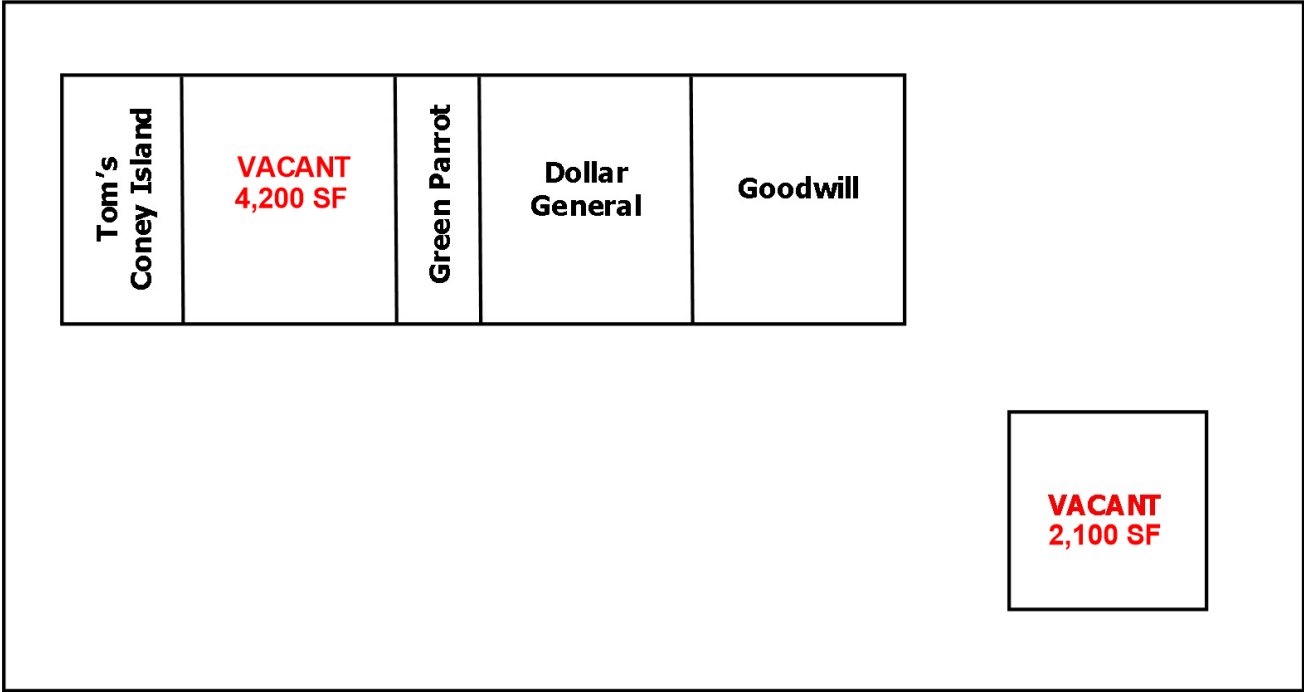 Tom's
Coney Island
VACANT
4,200 SF
Green Parrot
Dollar
General
Goodwill
VACANT
2,100 SF